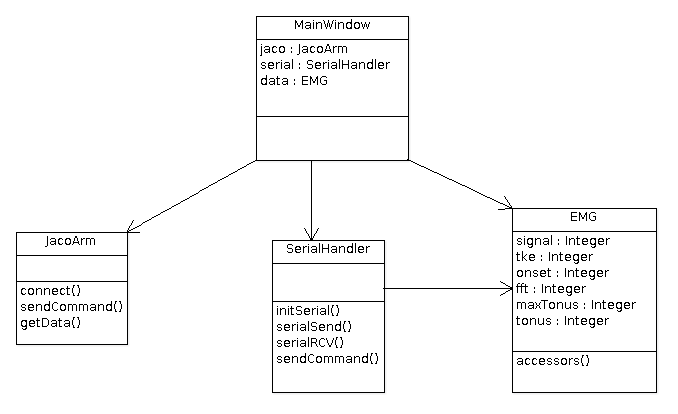 MainWindow
jaco : JacoArm
serial : SerialHandler
data : EMG
JacoArm
connect()
sendCommand()
getData()
SerialHandler
initSerial()
serialSend()
serialRCV()
sendCommand()
EMG
signal : Integer
tke : Integer
onset : Integer
fft : Integer
maxTonus : Integer
tonus : Integer
accessors()